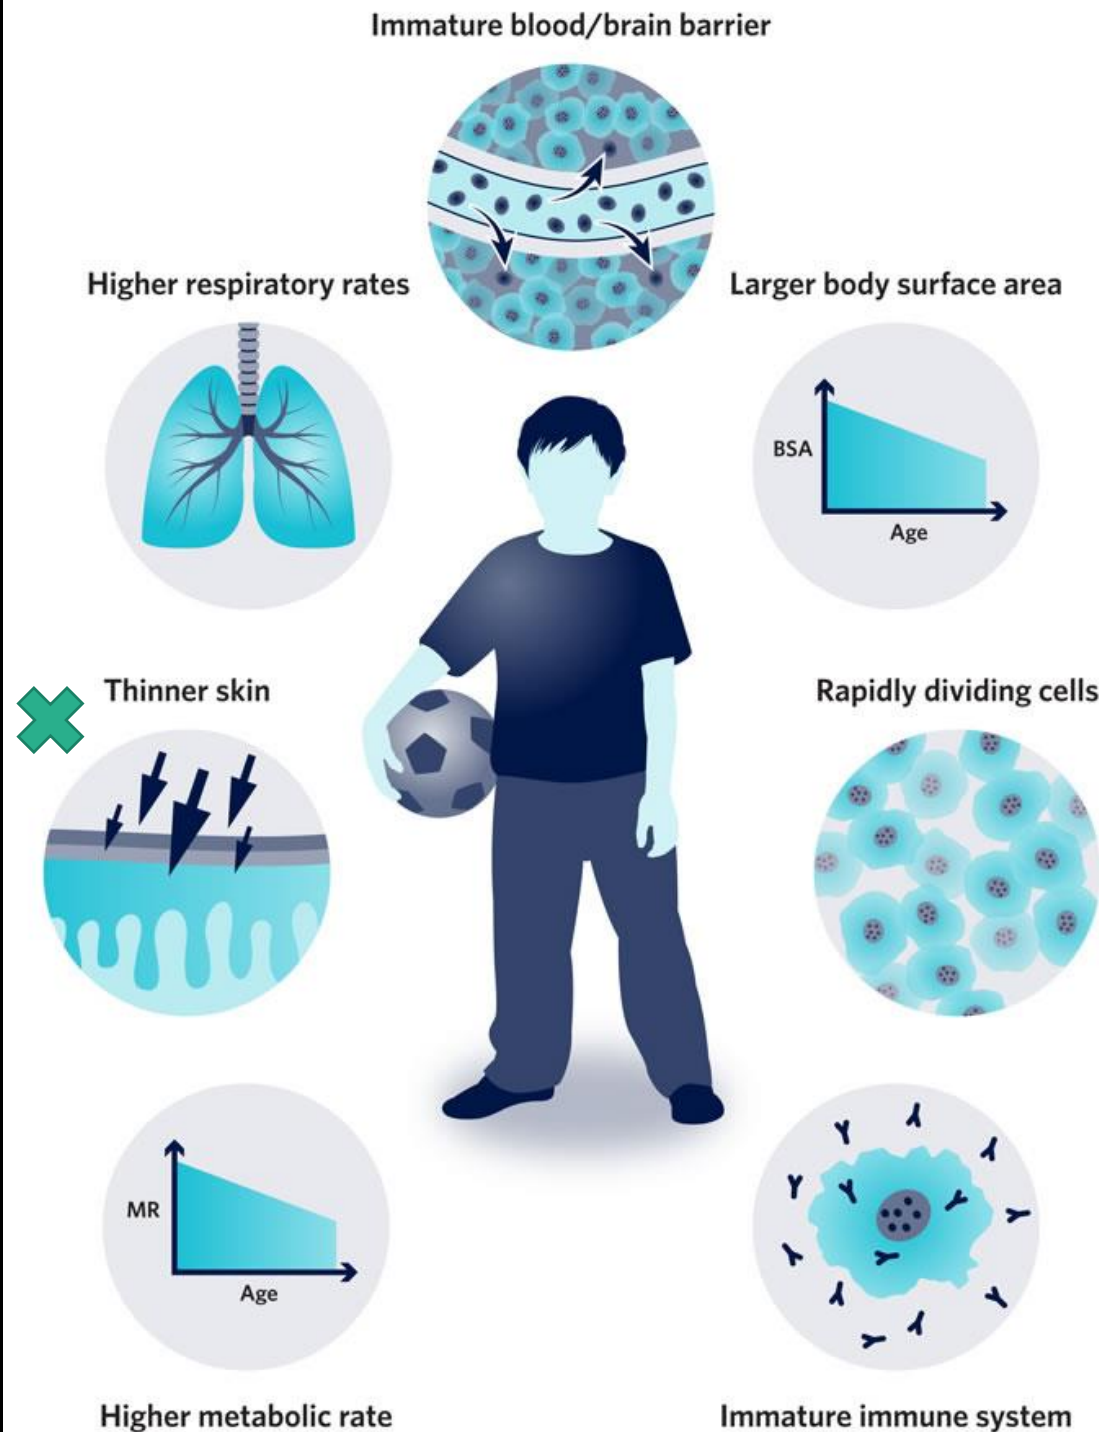 Immature blood/brain barrier
Higher respiratory rates
Larger body surface area
BSA
Age
Thinner skin
Rapidly dividing cells
MR
Age
Higher metabolic rate
Immature immune system